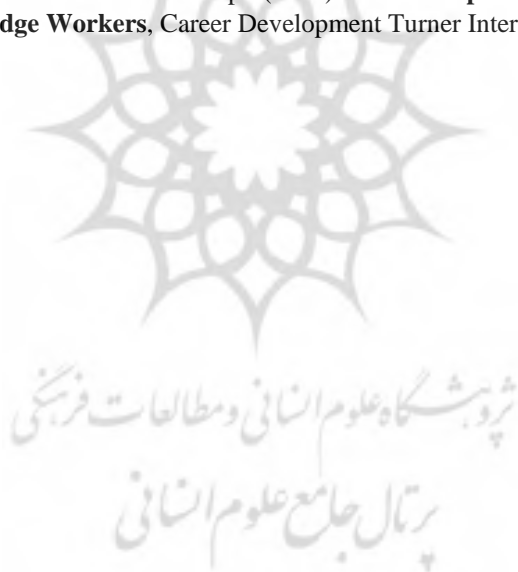 dge Workers, Career Development Turner Inter
پژوهشگاه علوم انسانی و مطالعات فرهنگی
پرتال جامع علوم انسانی